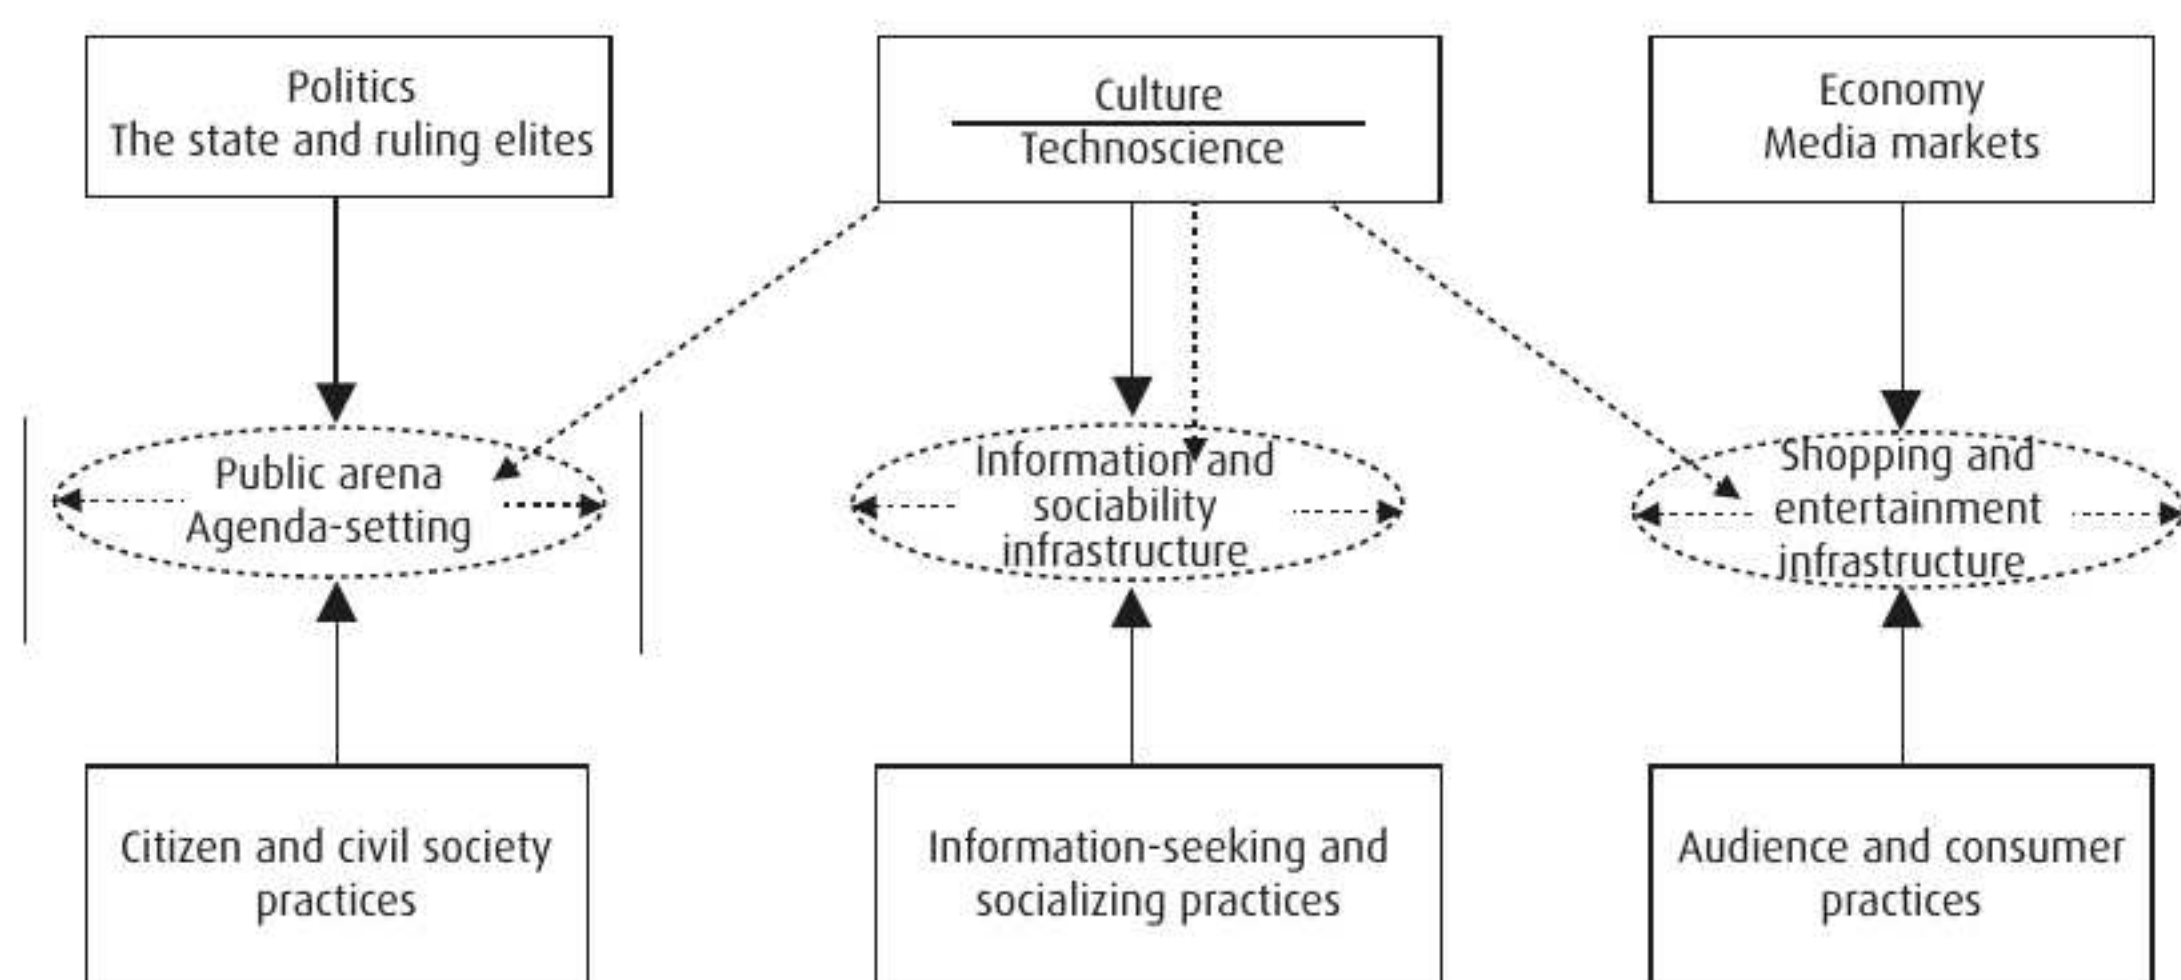 Politics
The state and ruling elites
Culture
Technoscience
Economy
Media markets
Public arena
Agenda-setting
Information and
sociability
infrastructure
Shopping and
entertainment
infrastructure
Citizen and civil society
practices
Information-seeking and
socializing practices
Audience and consumer
practices